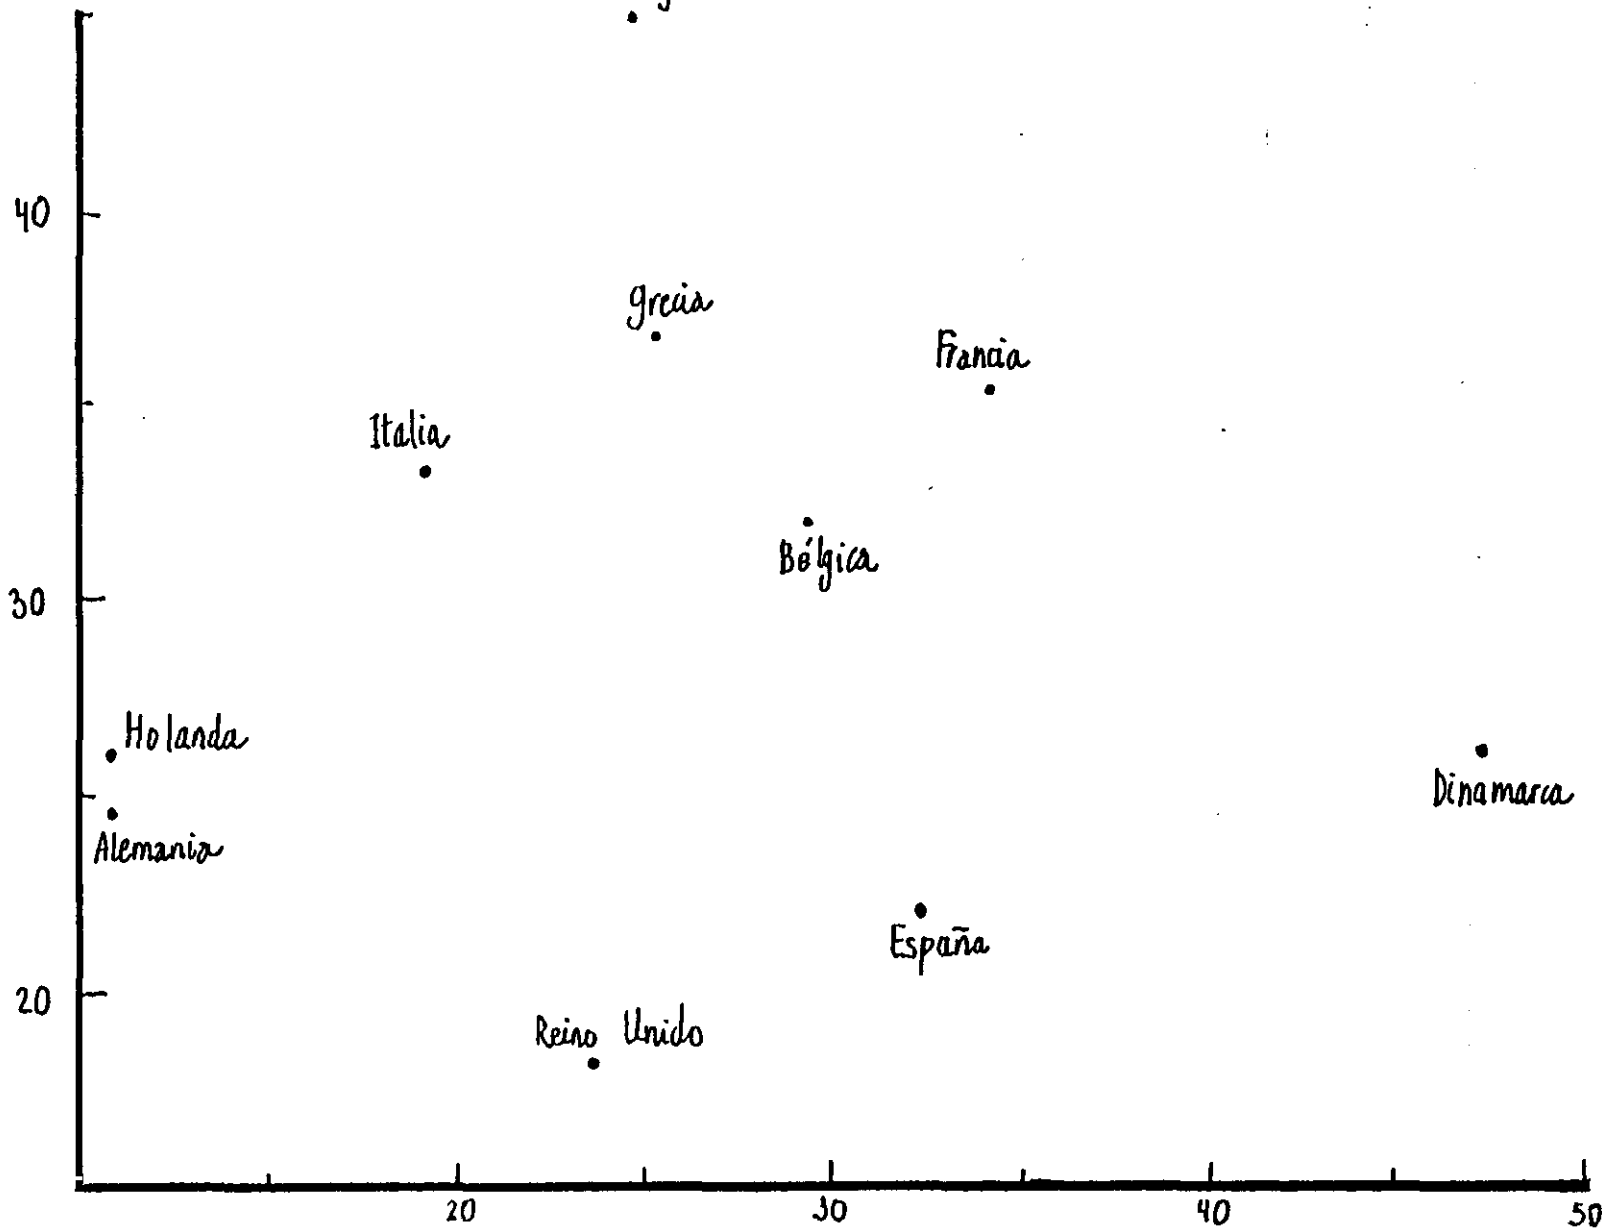 40
Grecia
Francia
Italia
Bélgica
30
Holanda
Dinamarca
Alemania
España
20
Reino Unido
20
30
40
50